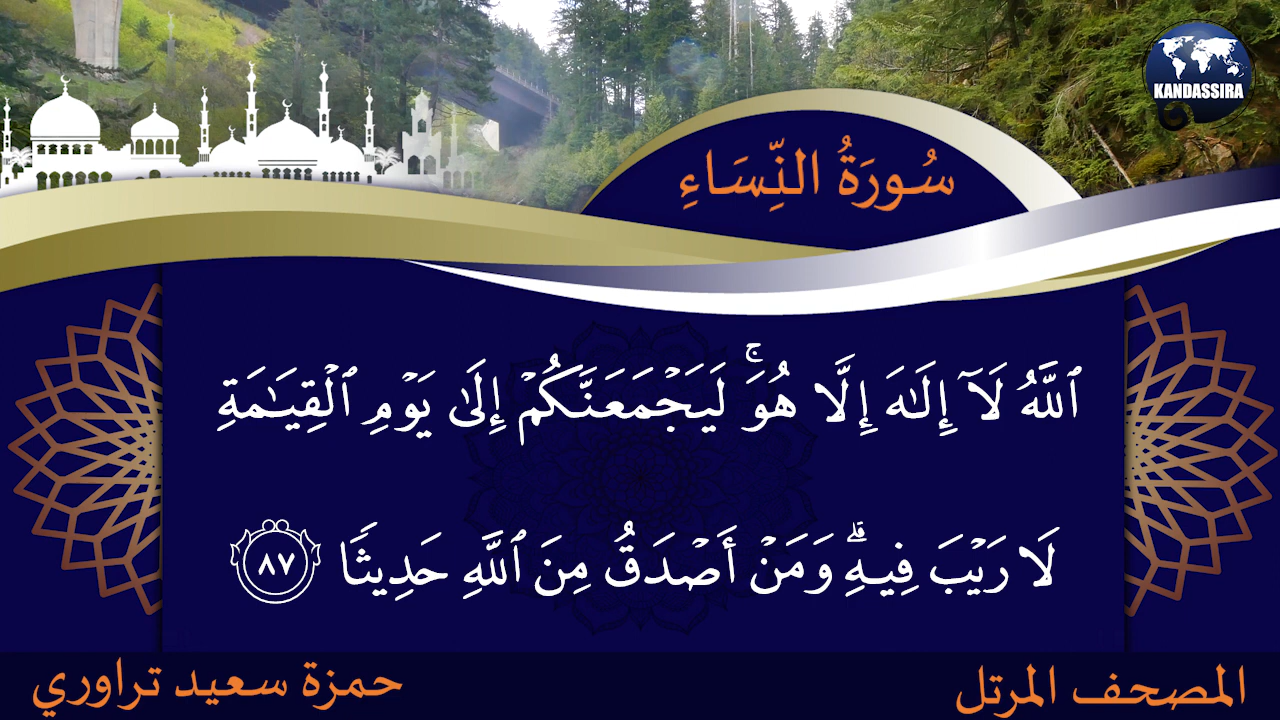 KANDASSIRA
سُورَةُ النِّسَاءِ
ٱللَّهُ لَآ إِلَٰهَ إِلَّا هُوَۚ لَيَجۡمَعَنَّكُمۡ إِلَىٰ يَوۡمِ ٱلۡقِيَٰمَةِ
لَا رَيۡبَ فِيهِۗ وَمَنۡ أَصۡدَقُ مِنَ ٱللَّهِ حَدِيثٗا ٨٧
المصحف المرتل
حمزة سعيد تراوري